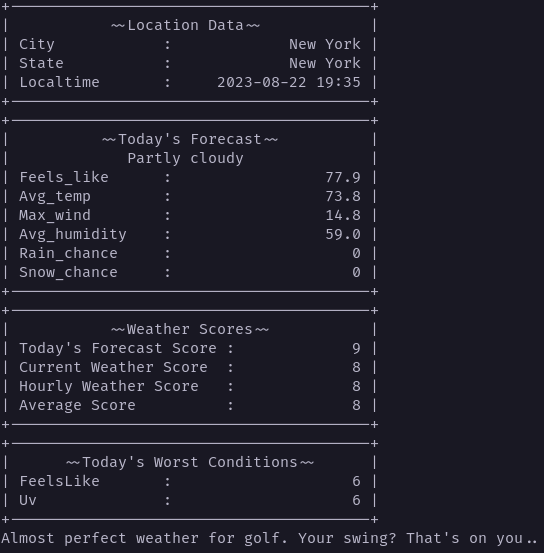 ~~Location Data~~
City : New York
State : New York
Localtime : 2023-08-22 19:35
~~Today's Forecast~~
Partly cloudy
Feels_like : 77.9
Avg_temp : 73.8
Max_wind : 14.8
Avg_humidity : 59.0
Rain_chance : 0
Snow_chance : 0
~~Weather Scores~~
Today's Forecast Score : 9
Current Weather Score : 8
Hourly Weather Score : 8
Average Score : 8
~~Today's Worst Conditions~~
FeelsLike : 6
Uv : 6
Almost perfect weather for golf. Your swing? That's on you..